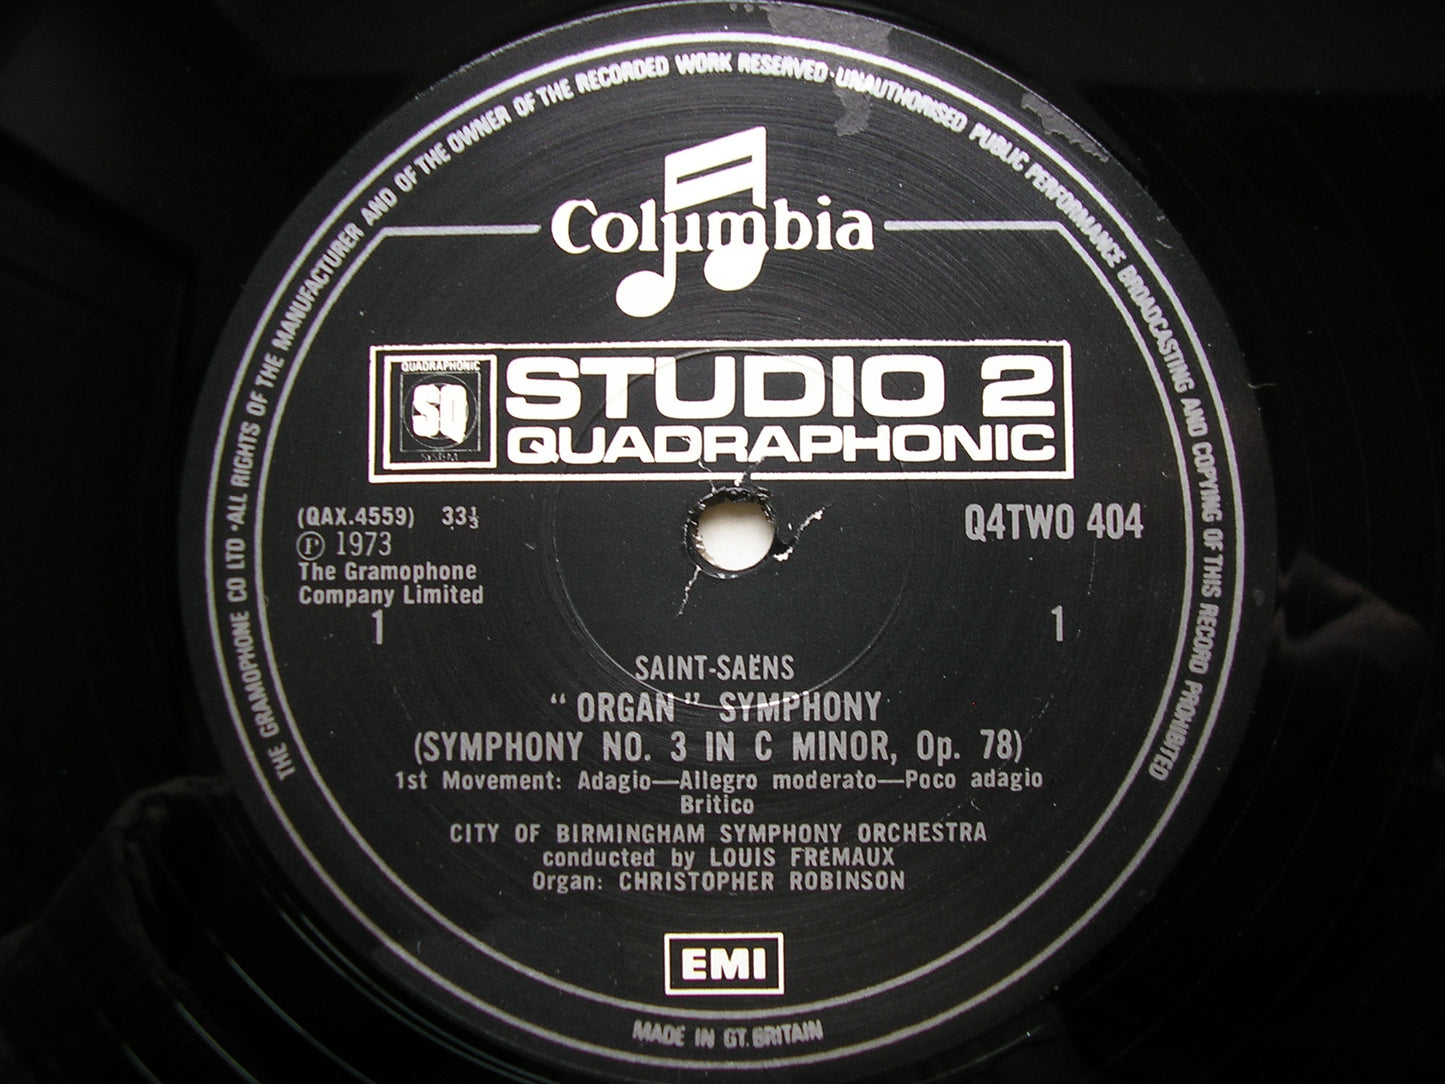 THE GRAMOPHONE CO LTD · ALL RIGHTS OF THE MANUFACTURER AND OF THE OWNER OF THE RECORDED WORK RESERVED · UNAUTHORISED PUBLIC PERFORMANCE BROADCASTING AND COPYING OF THIS RECORD PROHIBITED
Columbia
QUADRAPHONIC
SQ
STUDIO 2
QUADRAPHONIC
(QAX.4559) 33⅓
Ⓟ 1973
The Gramophone
Company Limited
1
Q4TWO 404
1
SAINT-SAËNS
“ORGAN” SYMPHONY
(SYMPHONY NO. 3 IN C MINOR, Op. 78)
1st Movement: Adagio—Allegro moderato—Poco adagio
Britico
CITY OF BIRMINGHAM SYMPHONY ORCHESTRA
conducted by LOUIS FRÉMAUX
Organ: CHRISTOPHER ROBINSON
EMI
MADE IN GT. BRITAIN